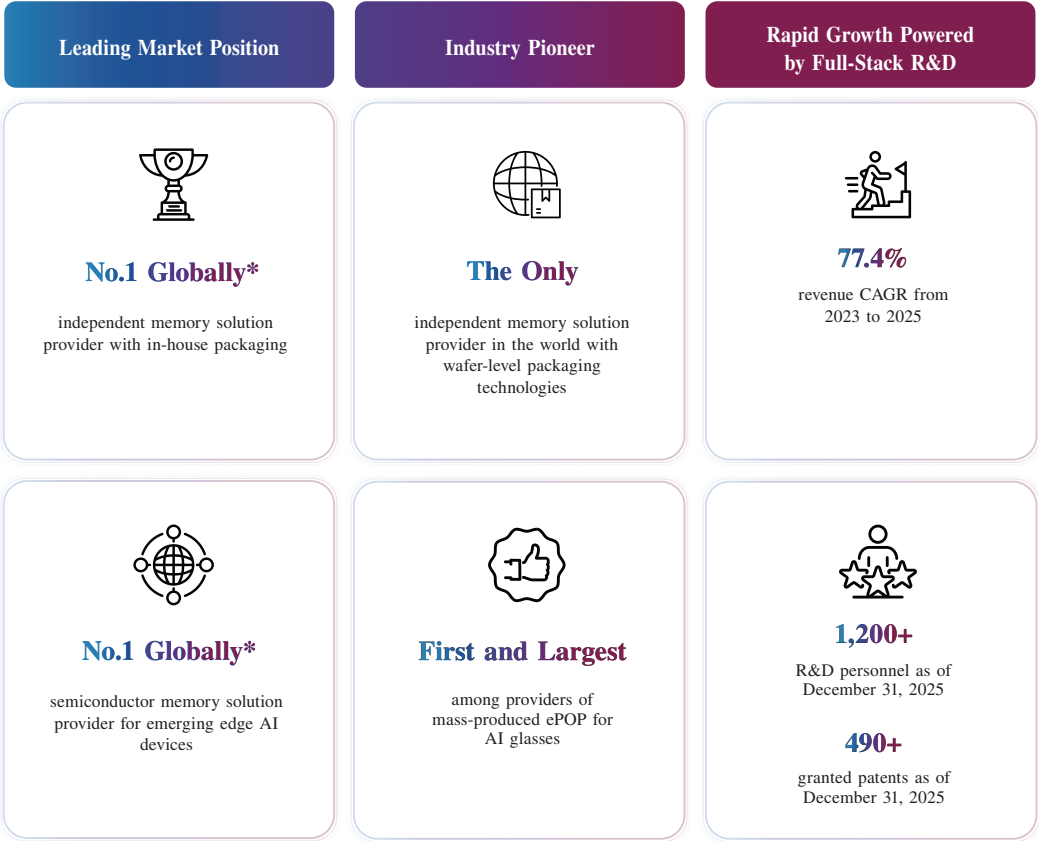 Leading Market Position
Industry Pioneer
Rapid Growth Powered
by Full-Stack R&D
No.1 Globally*
independent memory solution
provider with in-house packaging
The Only
independent memory solution
provider in the world with
wafer-level packaging
technologies
77.4%
revenue CAGR from
2023 to 2025
No.1 Globally*
semiconductor memory solution
provider for emerging edge AI
devices
First and Largest
among providers of
mass-produced ePOP for
AI glasses
1,200+
R&D personnel as of
December 31, 2025
490+
granted patents as of
December 31, 2025